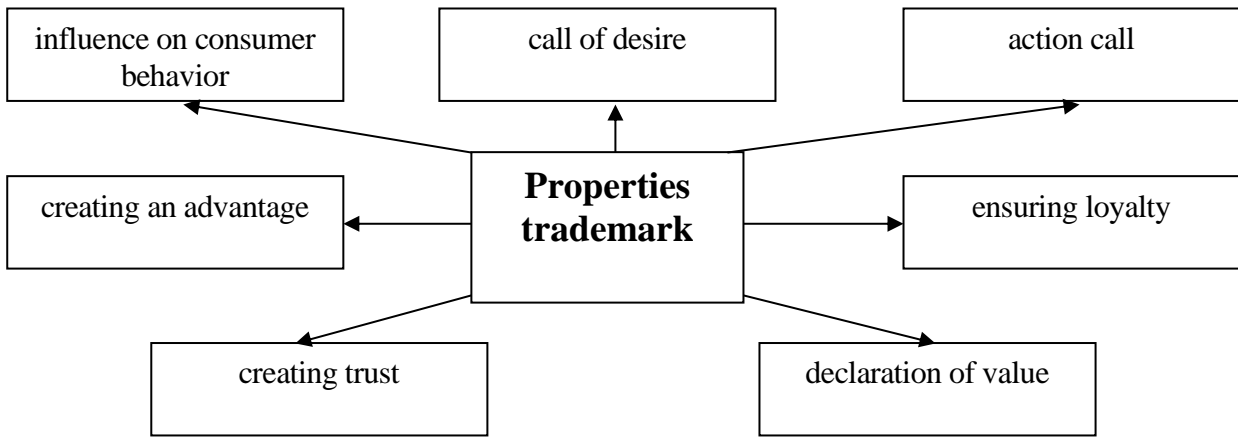 influence on consumer
behavior
call of desire
action call
Properties
trademark
creating an advantage
ensuring loyalty
creating trust
declaration of value